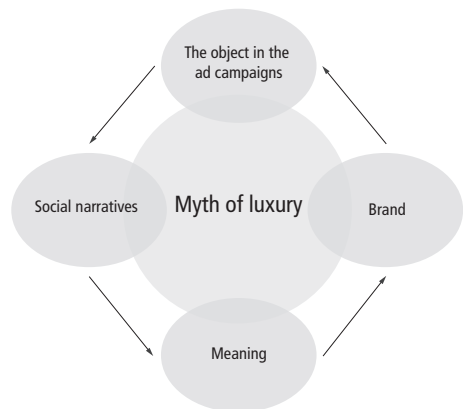 The object in the
ad campaigns
Social narratives
Myth of luxury
Brand
Meaning